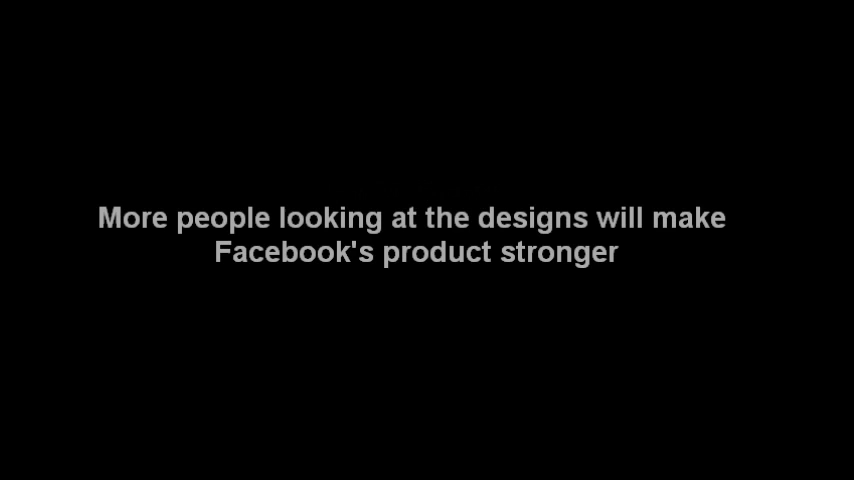 More people looking at the designs will make
Facebook's product stronger